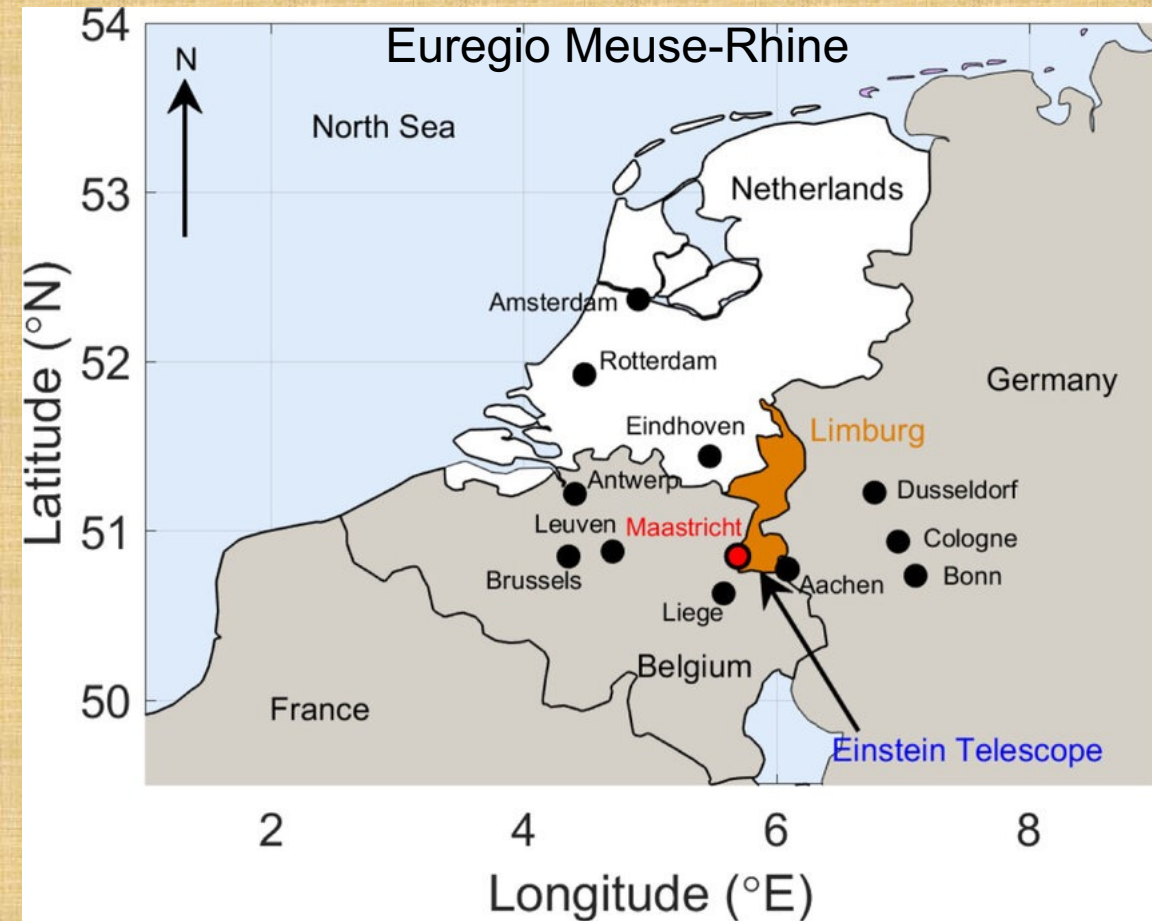 Euregio Meuse-Rhine
N
North Sea
Netherlands
Amsterdam
Rotterdam
Germany
Eindhoven
Limburg
Antwerp
Dusseldorf
Leuven
Maastricht
Cologne
Brussels
Aachen
Bonn
Liege
Belgium
France
Einstein Telescope
54
53
52
51
50
Latitude (°N)
2 4 6 8
Longitude (°E)